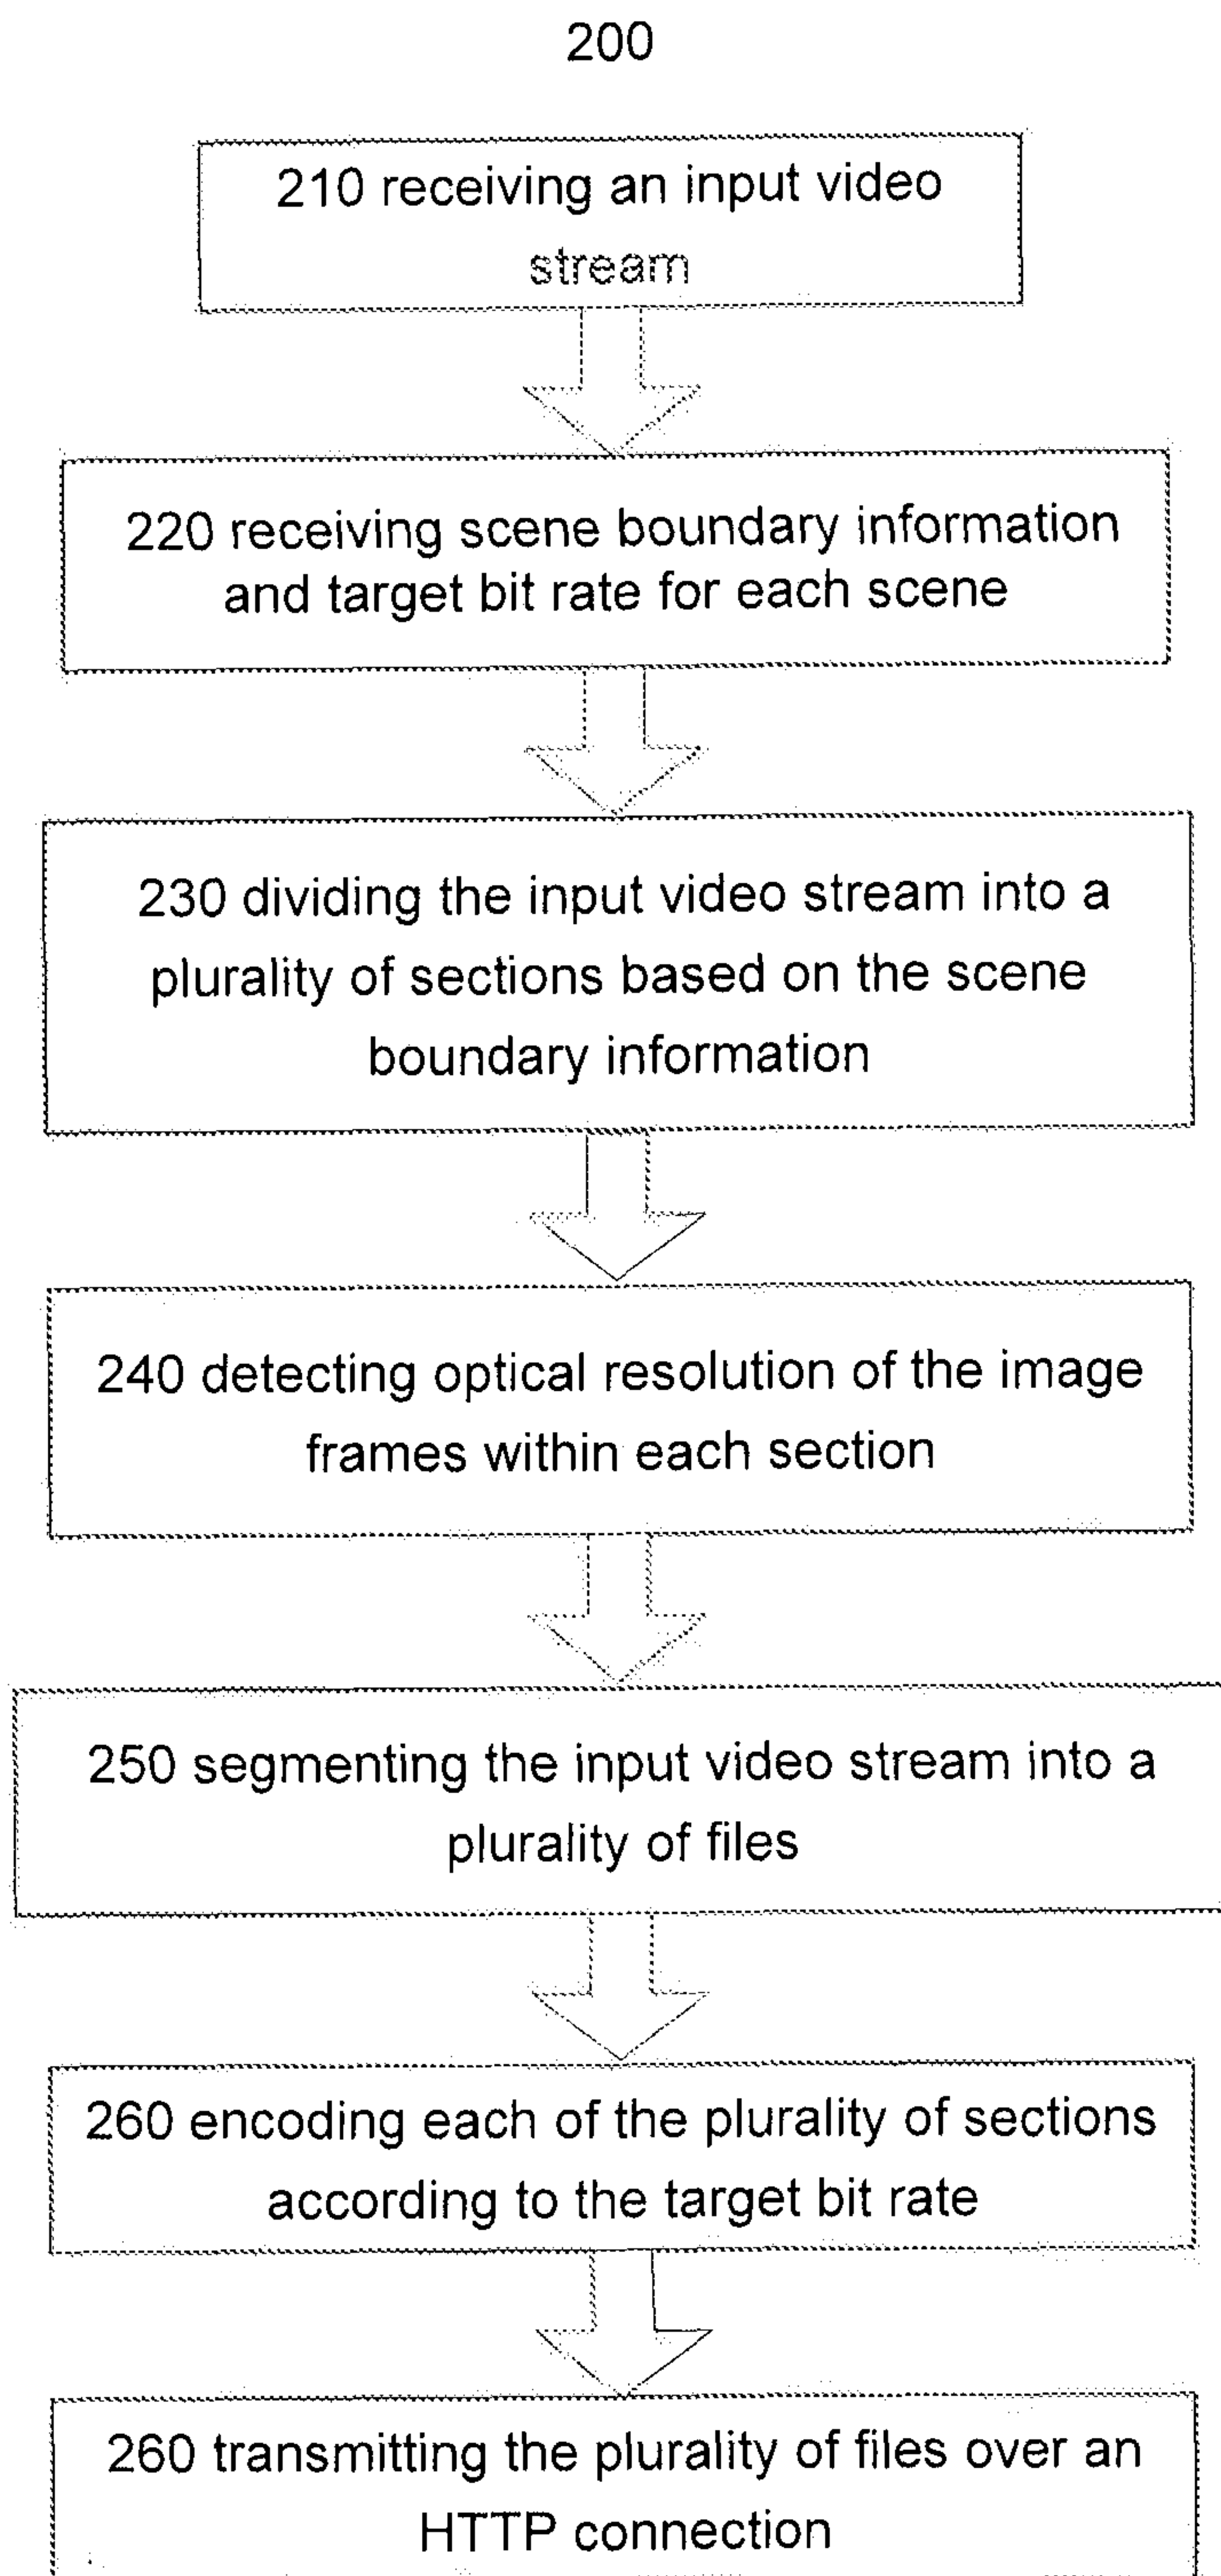 200
210 receiving an input video
stream
220 receiving scene boundary information
and target bit rate for each scene
230 dividing the input video stream into a
plurality of sections based on the scene
boundary information
240 detecting optical resolution of the image
frames within each section
250 segmenting the input video stream into a
plurality of files
260 encoding each of the plurality of sections
according to the target bit rate
260 transmitting the plurality of files over an
HTTP connection